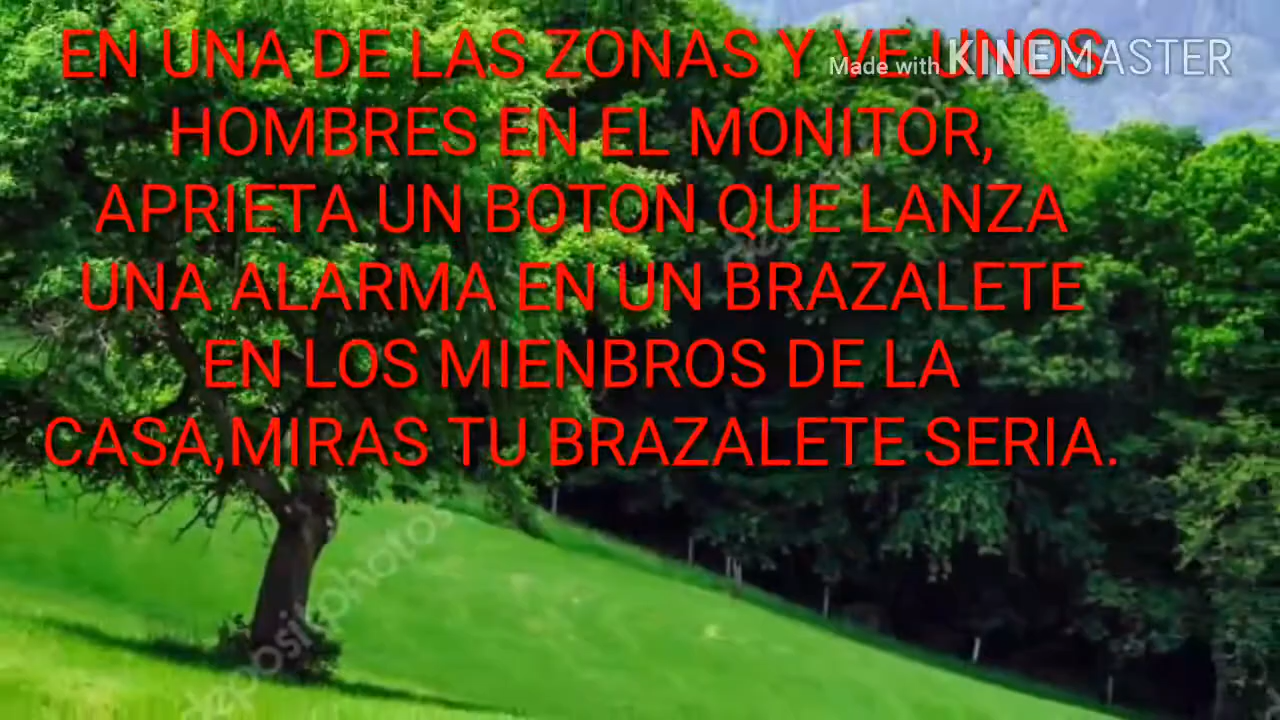 EN UNA DE LAS ZONAS Y VE UNOS
Made with KINEMASTER
HOMBRES EN EL MONITOR,
APRIETA UN BOTON QUE LANZA
UNA ALARMA EN UN BRAZALETE
EN LOS MIENBROS DE LA
CASA,MIRAS TU BRAZALETE SERIA.
depositphotos